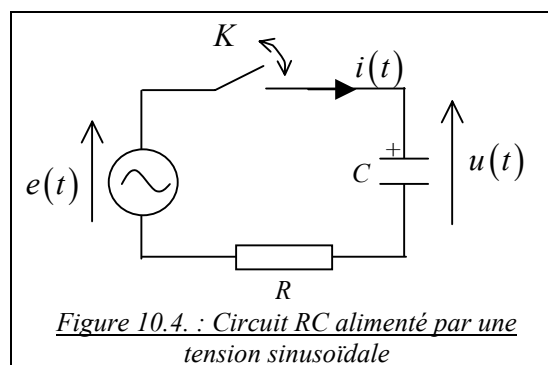 K
i(t)
e(t)
+
C
u(t)
R
Figure 10.4. : Circuit RC alimenté par une
tension sinusoïdale